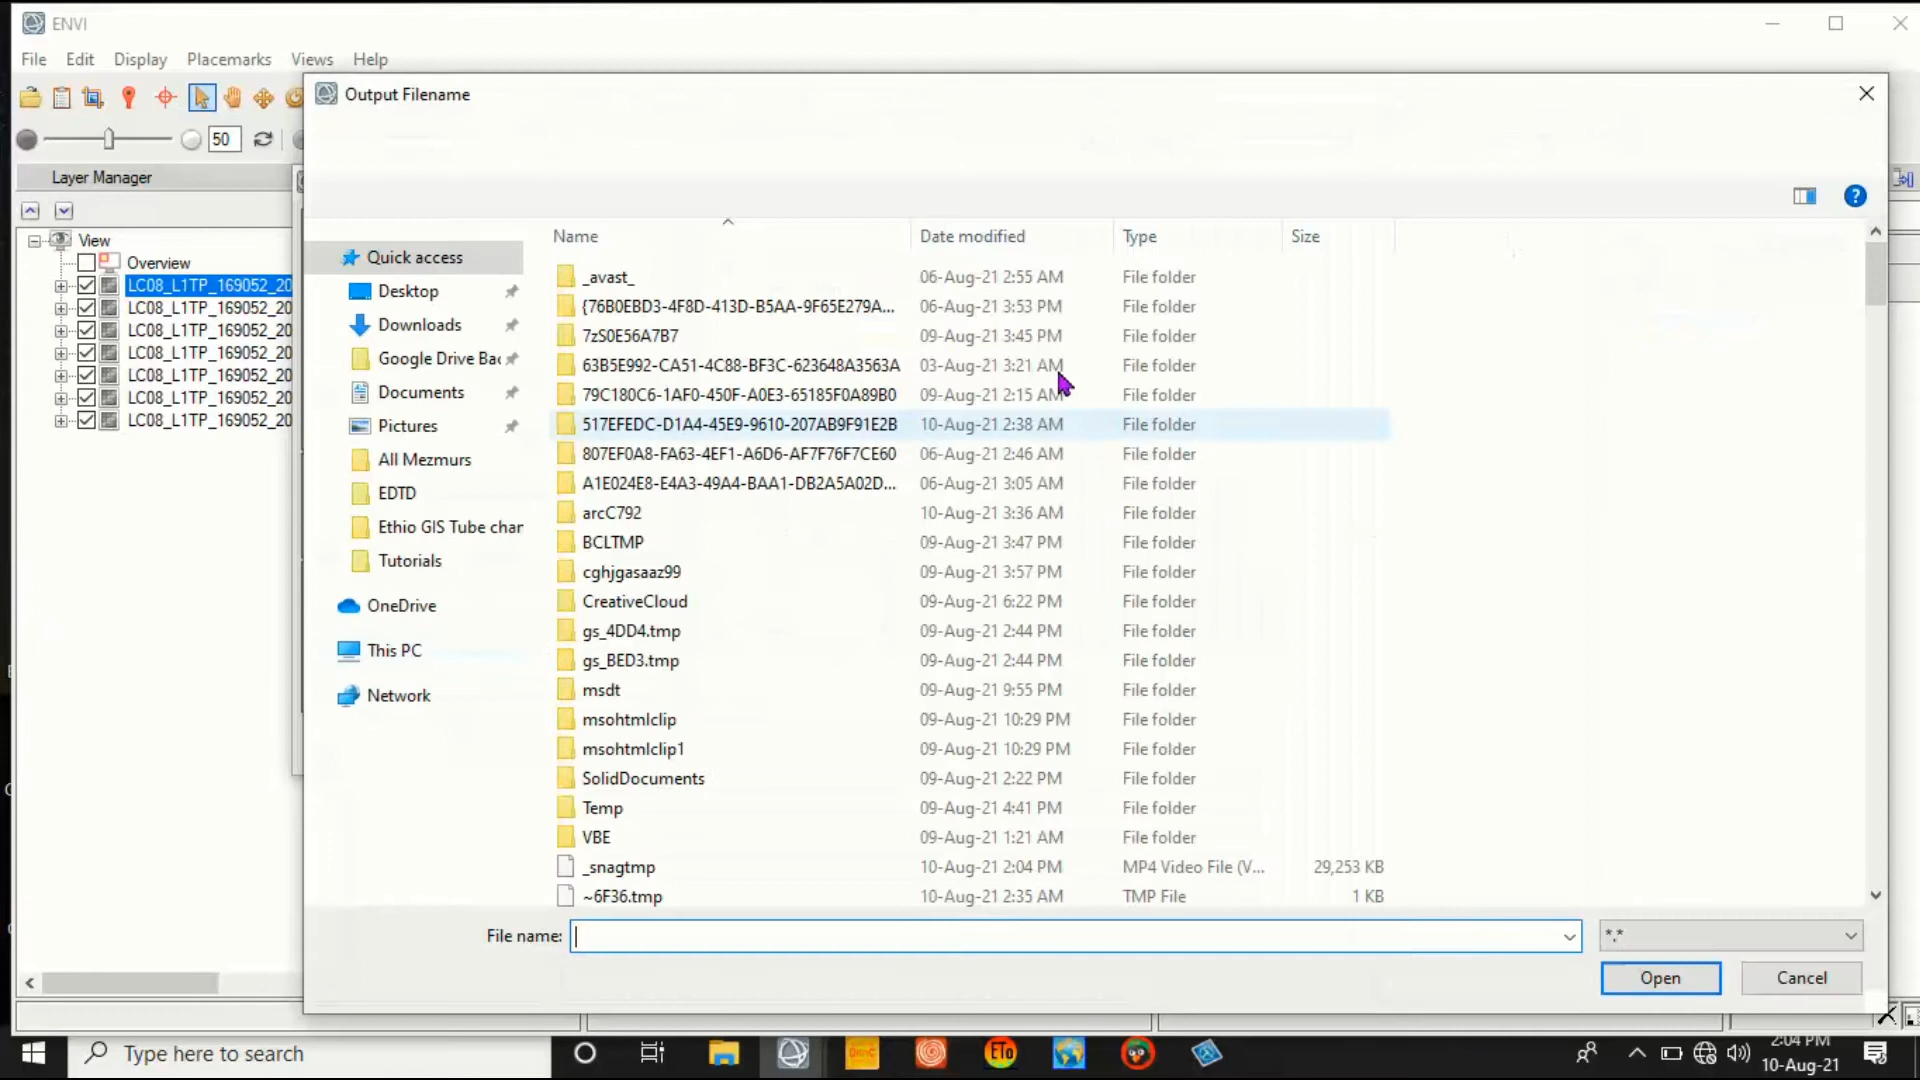 ENVI
File Edit Display Placemarks Views Help
Output Filename
50
Layer Manager
View
Overview
LC08_L1TP_169052_20
LC08_L1TP_169052_20
LC08_L1TP_169052_20
LC08_L1TP_169052_20
LC08_L1TP_169052_20
LC08_L1TP_169052_20
LC08_L1TP_169052_20
Quick access
Desktop
Downloads
Google Drive Bac
Documents
Pictures
All Mezmurs
EDTD
Ethio GIS Tube char
Tutorials
OneDrive
This PC
Network
Name Date modified Type Size
_avast_ 06-Aug-21 2:55 AM File folder
{76B0EBD3-4F8D-413D-B5AA-9F65E279A... 06-Aug-21 3:53 PM File folder
7zS0E56A7B7 09-Aug-21 3:45 PM File folder
63B5E992-CA51-4C88-BF3C-623648A3563A 03-Aug-21 3:21 AM File folder
79C180C6-1AF0-450F-A0E3-65185F0A89B0 09-Aug-21 2:15 AM File folder
517EFEDC-D1A4-45E9-9610-207AB9F91E2B 10-Aug-21 2:38 AM File folder
807EF0A8-FA63-4EF1-A6D6-AF7F76F7CE60 06-Aug-21 2:46 AM File folder
A1E024E8-E4A3-49A4-BAA1-DB2A5A02D... 06-Aug-21 3:05 AM File folder
arcC792 10-Aug-21 3:36 AM File folder
BCLTMP 09-Aug-21 3:47 PM File folder
cghjgasaaz99 09-Aug-21 3:57 PM File folder
CreativeCloud 09-Aug-21 6:22 PM File folder
gs_4DD4.tmp 09-Aug-21 2:44 PM File folder
gs_BED3.tmp 09-Aug-21 2:44 PM File folder
msdt 09-Aug-21 9:55 PM File folder
msohtmlclip 09-Aug-21 10:29 PM File folder
msohtmlclip1 09-Aug-21 10:29 PM File folder
SolidDocuments 09-Aug-21 2:22 PM File folder
Temp 09-Aug-21 4:41 PM File folder
VBE 09-Aug-21 1:21 AM File folder
_snagtmp 10-Aug-21 2:04 PM MP4 Video File (V... 29,253 KB
~6F36.tmp 10-Aug-21 2:35 AM TMP File 1 KB
File name: *.*
Open Cancel
Type here to search
ETo
2:04 PM
10-Aug-21